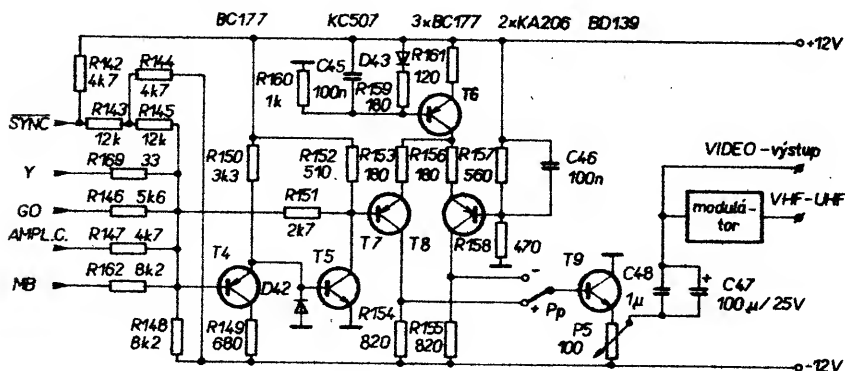 BC177 KC507 3xBC177 2xKA206 BD139
+12V
R142 4k7
R144 4k7
R143 12k
R145 12k
SYNC
R169 33
Y
R146 5k6
GO
R147 4k7
AMPL.C.
R162 8k2
MB
R148 8k2
R150 3k3
T4
R149 680
D42
R151 2k7
R152 510
T5
R160 1k
C45 100n
D43
R159 180
R161 120
T6
R153 180
R156 180
R157 560
C46 100n
T7
T8
R158 470
R154 820
R155 820
-
+ Pp
T9
P5 100
C48 1µ
C47 100µ/25V
VIDEO-výstup
modulá-
tor
VHF-UHF
-12V